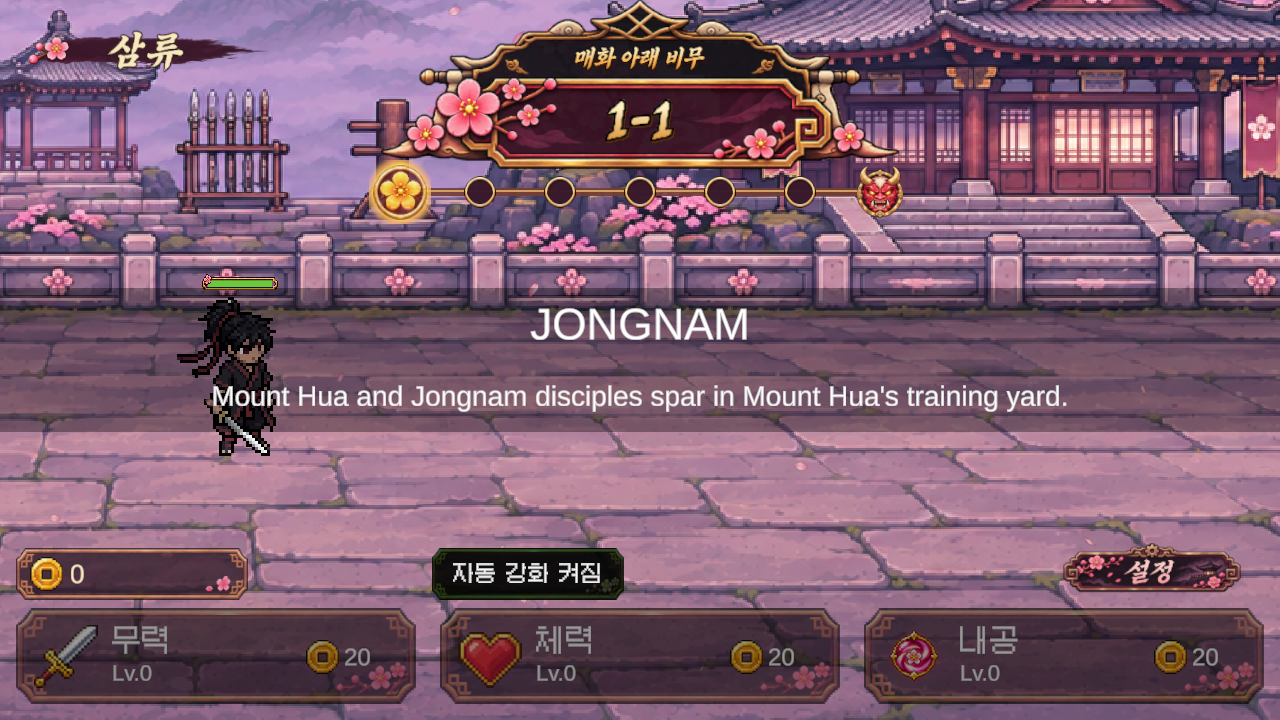 삼류
매화 아래 비무
1-1
JONGNAM
Mount Hua and Jongnam disciples spar in Mount Hua's training yard.
0
자동 강화 켜짐
설정
무력
Lv.0
20
체력
Lv.0
20
내공
Lv.0
20